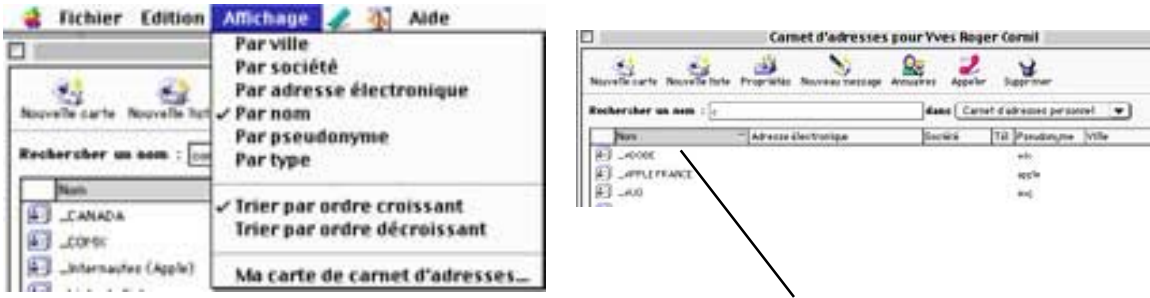 Fichier Edition Affichage Aide
Par ville
Par société
Par adresse électronique
Par nom
Par pseudonyme
Par type
Trier par ordre croissant
Trier par ordre décroissant
Ma carte de carnet d'adresses...
Nouvelle carte Nouvelle list
Rechercher un nom :
Nom
_CANADA
_Internautes (Apple)
Carnet d'adresses pour Yves Roger Cornil
Nouvelle carte Nouvelle liste Propriétés Nouveau message Annuaires Appeler Supprimer
Rechercher un nom : dans Carnet d'adresses personnel
Nom Adresse électronique Société Tél Pseudonyme Ville
_ADOBE
_APPLE FRANCE apple